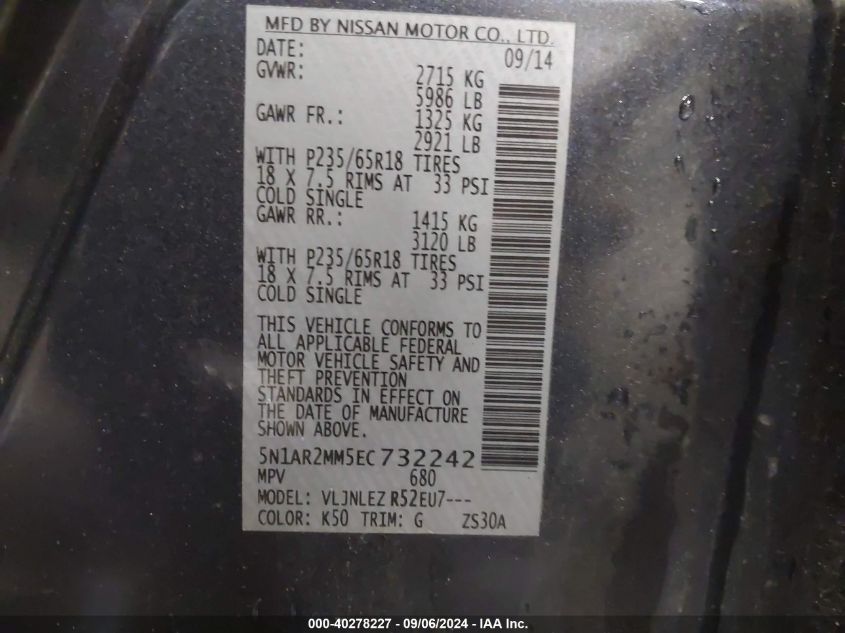 MFD BY NISSAN MOTOR CO., LTD.
DATE: 09/14
GVWR: 2715 KG
5986 LB
GAWR FR.: 1325 KG
2921 LB
WITH P235/65R18 TIRES
18 X 7.5 RIMS AT 33 PSI
COLD SINGLE
GAWR RR.: 1415 KG
3120 LB
WITH P235/65R18 TIRES
18 X 7.5 RIMS AT 33 PSI
COLD SINGLE
THIS VEHICLE CONFORMS TO
ALL APPLICABLE FEDERAL
MOTOR VEHICLE SAFETY AND
THEFT PREVENTION
STANDARDS IN EFFECT ON
THE DATE OF MANUFACTURE
SHOWN ABOVE.
5N1AR2MM5EC732242
MPV 680
MODEL: VLJNLEZ R52EU7---
COLOR: K50 TRIM: G ZS30A
000-40278227 - 09/06/2024 - IAA Inc.